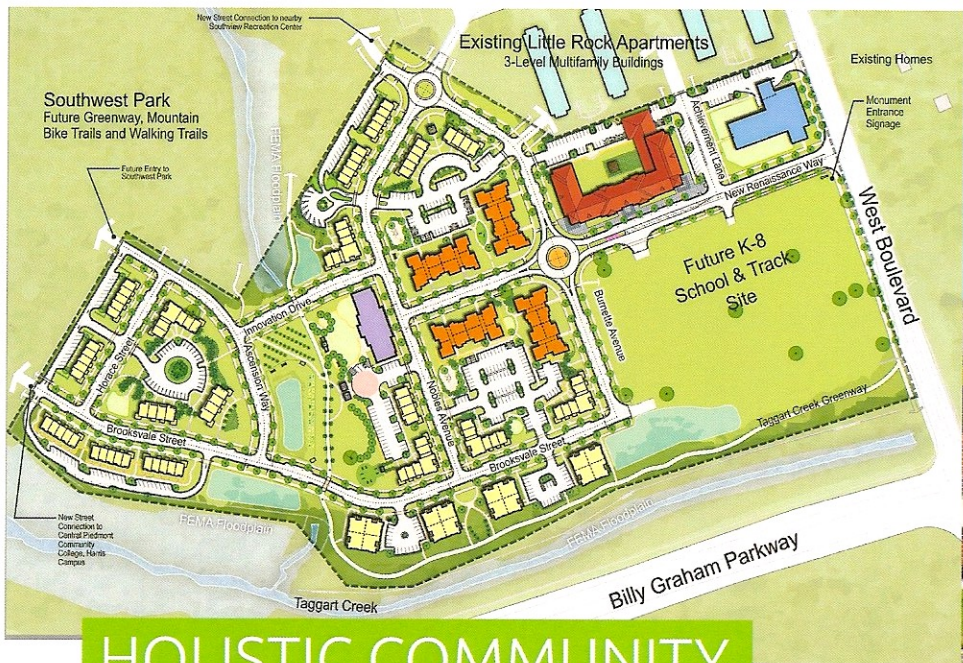 New Street Connection to nearby
Southview Recreation Center
Existing Little Rock Apartments
3-Level Multifamily Buildings
Existing Homes
Monument
Entrance
Signage
Southwest Park
Future Greenway, Mountain
Bike Trails and Walking Trails
Future Entry to
Southwest Park
FEMA Floodplain
Achievement Lane
New Renaissance Way
West Boulevard
Future K-8
School & Track
Site
Innovation Drive
Burnette Avenue
Horace Street
Ascension Way
Nobles Avenue
Brooksvale Street
Brooksvale Street
Taggart Creek Greenway
New Street
Connection to
Central Piedmont
Community
College, Harris
Campus
FEMA Floodplain
FEMA Floodplain
Taggart Creek
Billy Graham Parkway
HOLISTIC COMMUNITY